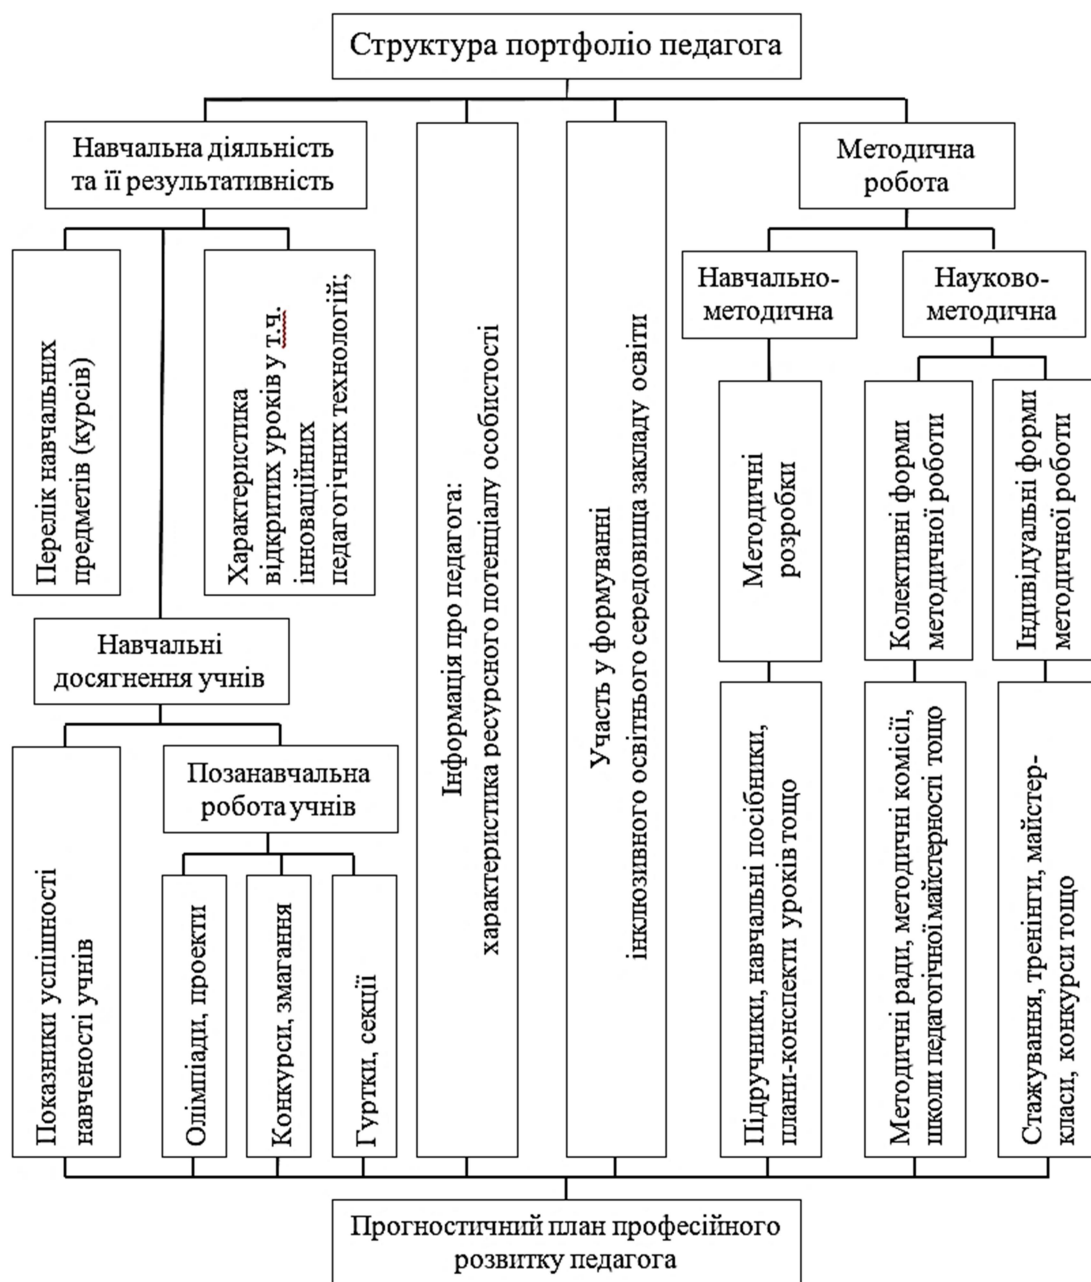 Структура портфоліо педагога
Навчальна діяльність
та її результативність
Методична
робота
Перелік навчальних
предметів (курсів)
Характеристика
відкритих уроків у т.ч.
інноваційних
педагогічних технологій;
Інформація про педагога:
характеристика ресурсного потенціалу особистості
Участь у формуванні
інклюзивного освітнього середовища закладу освіти
Навчально-
методична
Науково-
методична
Методичні
розробки
Колективні форми
методичної роботи
Індивідуальні форми
методичної роботи
Навчальні
досягнення учнів
Показники успішності
навченості учнів
Позанавчальна
робота учнів
Олімпіади, проекти
Конкурси, змагання
Гуртки, секції
Підручники, навчальні посібники,
плани-конспекти уроків тощо
Методичні ради, методичні комісії,
школи педагогічної майстерності тощо
Стажування, тренінги, майстер-
класи, конкурси тощо
Прогностичний план професійного
розвитку педагога